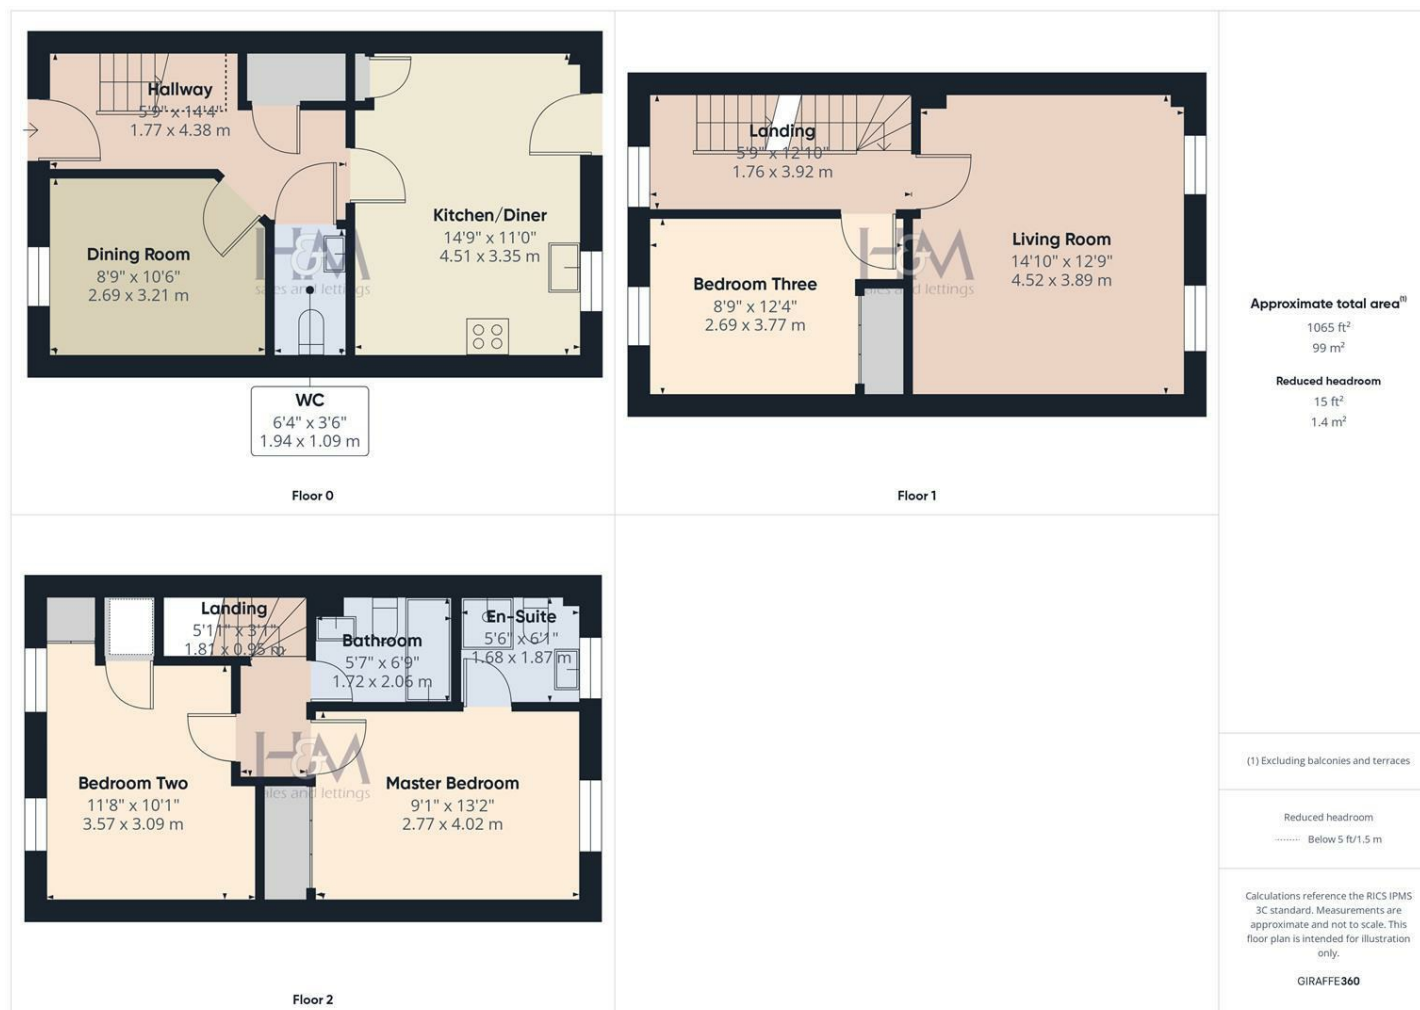 Hallway
5'9" x 14'4"
1.77 x 4.38 m
Dining Room
8'9" x 10'6"
2.69 x 3.21 m
Kitchen/Diner
14'9" x 11'0"
4.51 x 3.35 m
H&M
sales and lettings
WC
6'4" x 3'6"
1.94 x 1.09 m
Floor 0
Landing
5'9" x 12'10"
1.76 x 3.92 m
Living Room
14'10" x 12'9"
4.52 x 3.89 m
Bedroom Three
8'9" x 12'4"
2.69 x 3.77 m
H&M
sales and lettings
Floor 1
Landing
5'11" x 3'1"
1.81 x 0.95 m
Bathroom
5'7" x 6'9"
1.72 x 2.06 m
En-Suite
5'6" x 6'1"
1.68 x 1.87 m
H&M
sales and lettings
Bedroom Two
11'8" x 10'1"
3.57 x 3.09 m
Master Bedroom
9'1" x 13'2"
2.77 x 4.02 m
Floor 2
Approximate total area(1)
1065 ft²
99 m²
Reduced headroom
15 ft²
1.4 m²
(1) Excluding balconies and terraces
Reduced headroom
Below 5 ft/1.5 m
Calculations reference the RICS IPMS
3C standard. Measurements are
approximate and not to scale. This
floor plan is intended for illustration
only.
GIRAFFE360